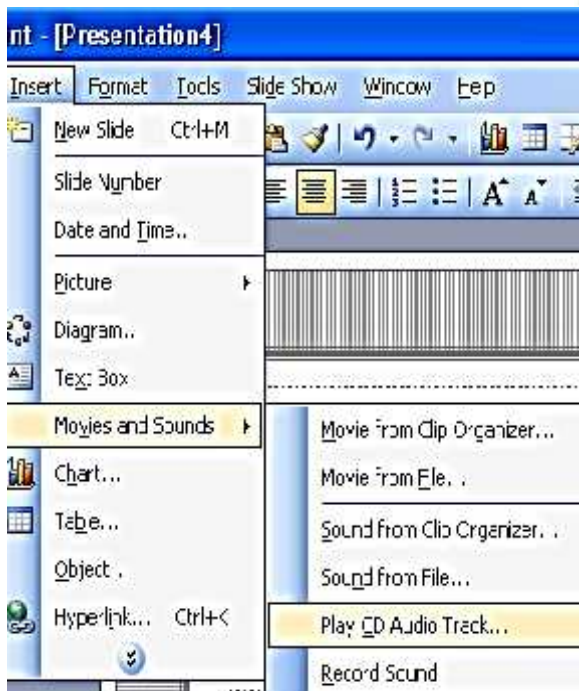 nt - [Presentation4]
Insert Format Tools Slide Show Window Help
New Slide Ctrl+M
Slide Number
Date and Time...
Picture
Diagram...
Text Box
Movies and Sounds
Chart...
Table...
Object...
Hyperlink... Ctrl+K
Movie from Clip Organizer...
Movie from File...
Sound from Clip Organizer...
Sound from File...
Play CD Audio Track...
Record Sound